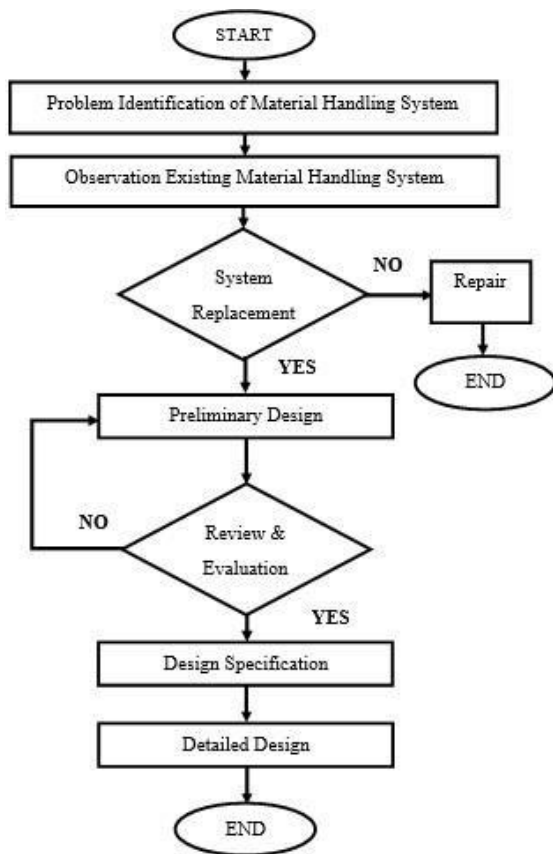 START
Problem Identification of Material Handling System
Observation Existing Material Handling System
System
Replacement
NO
Repair
END
YES
Preliminary Design
NO
Review &
Evaluation
YES
Design Specification
Detailed Design
END